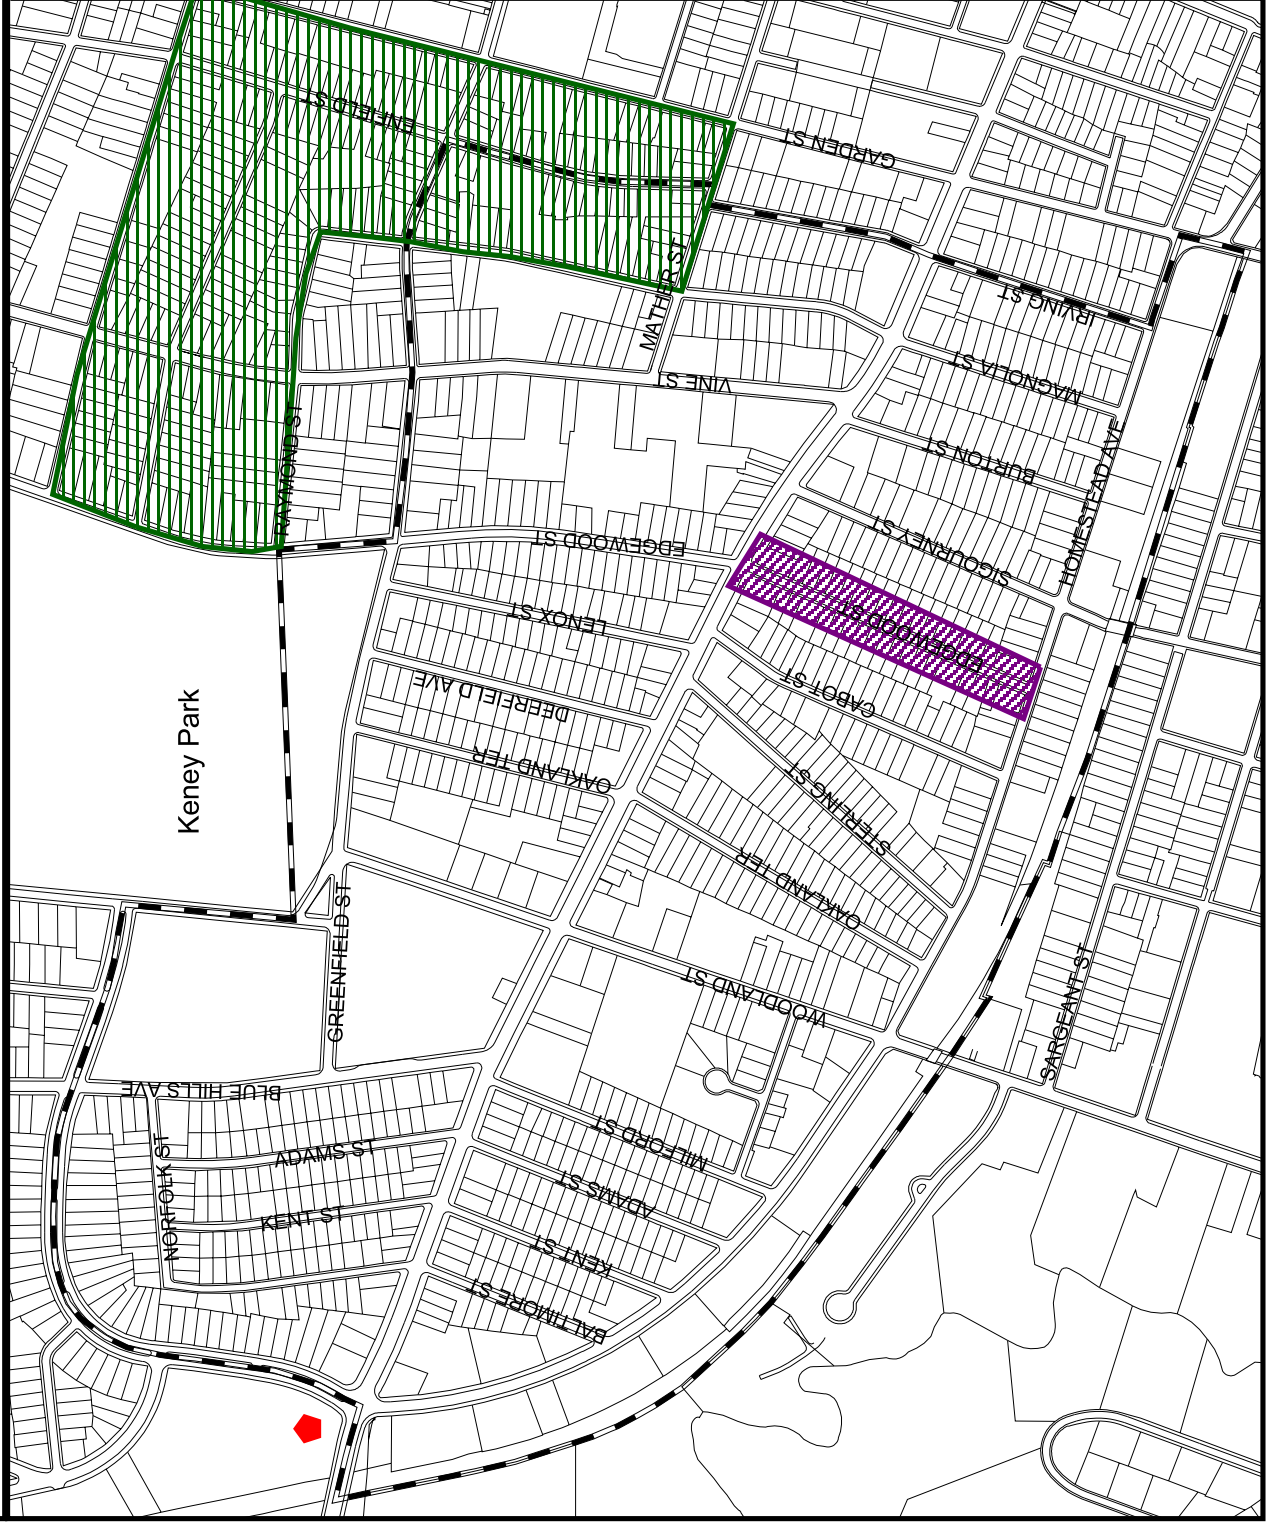 ENFIELD ST
GARDEN ST
MATHER ST
IRVING ST
VINE ST
MAGNOLIA ST
RAYMOND ST
BURTON ST
HOMESTEAD AVE
SIGOURNEY ST
EDGEWOOD ST
EDGEWOOD ST
LENOX ST
CABOT ST
DEERFIELD AVE
Keney Park
OAKLAND TER
STERLING ST
OAKLAND TER
GREENFIELD ST
WOODLAND ST
SARGEANT ST
BLUE HILLS AVE
MILFORD ST
ADAMS ST
NORFOLK ST
ADAMS ST
KENT ST
KENT ST
BALTIMORE ST